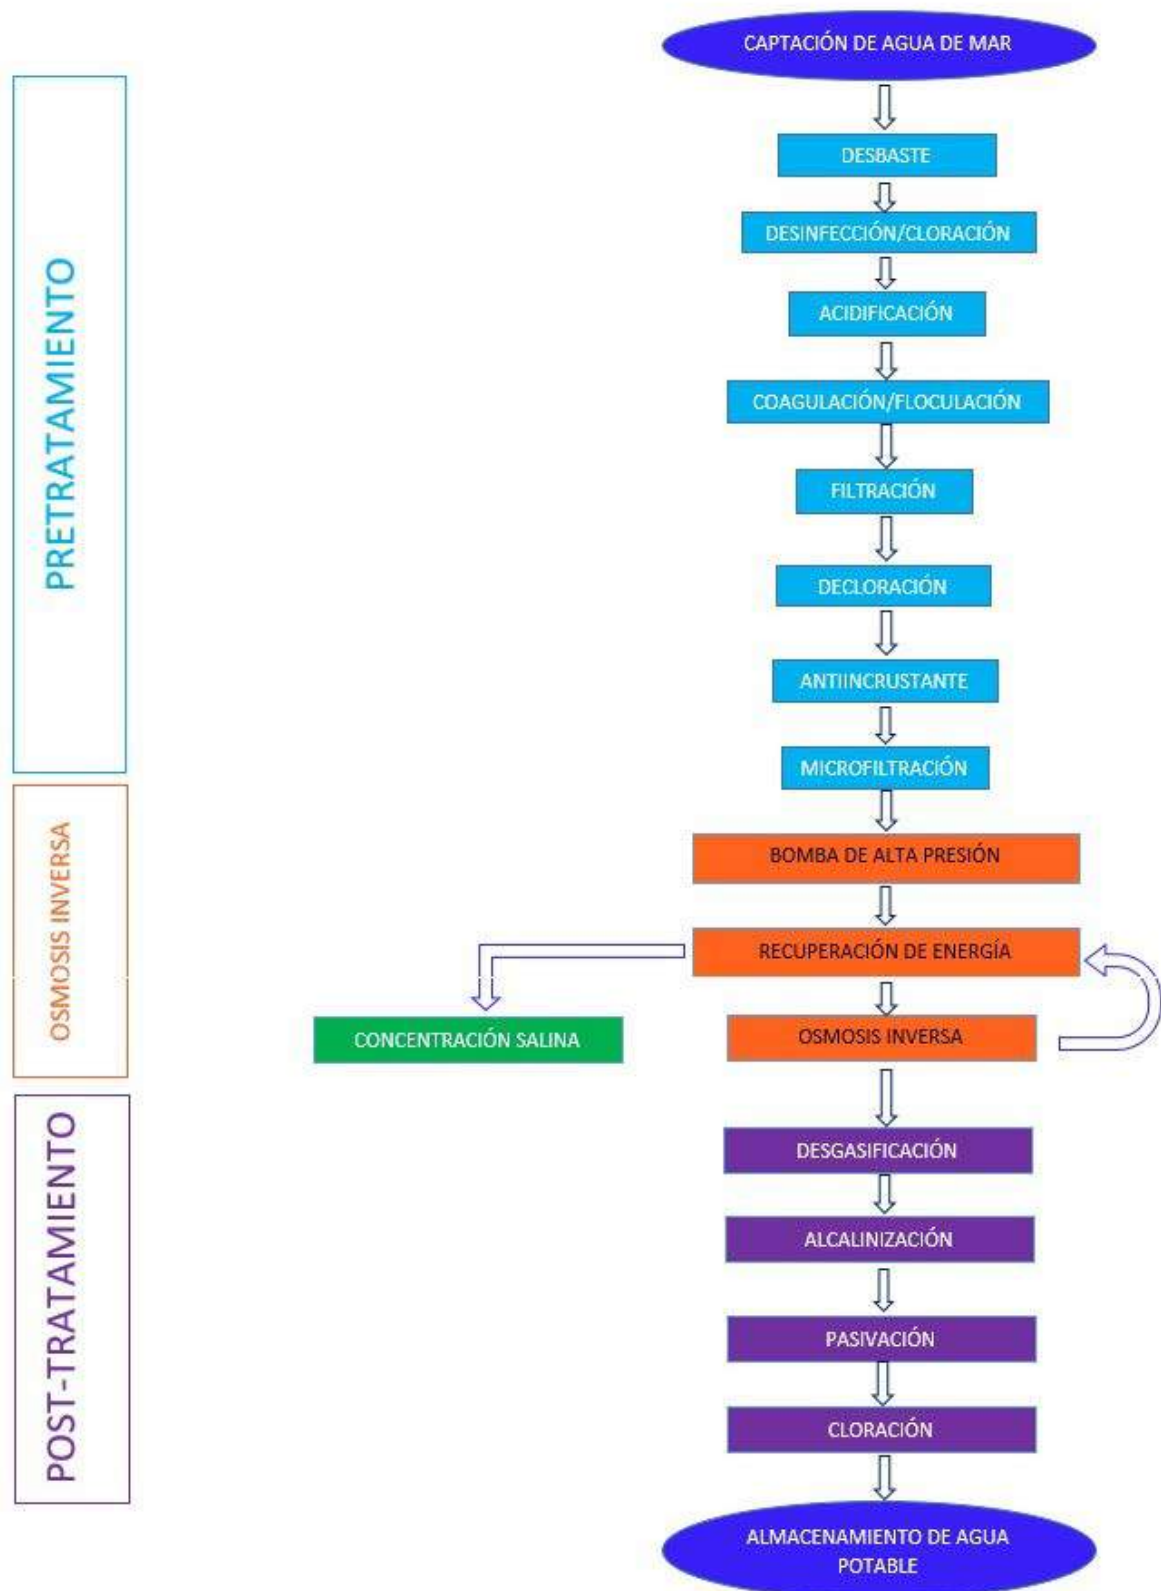 CAPTACIÓN DE AGUA DE MAR
PRETRATAMIENTO
DESBASTE
DESINFECCIÓN/CLORACIÓN
ACIDIFICACIÓN
COAGULACIÓN/FLOCULACIÓN
FILTRACIÓN
DECLORACIÓN
ANTIINCRUSTANTE
MICROFILTRACIÓN
OSMOSIS INVERSA
BOMBA DE ALTA PRESIÓN
RECUPERACIÓN DE ENERGÍA
CONCENTRACIÓN SALINA
OSMOSIS INVERSA
POST-TRATAMIENTO
DESGASIFICACIÓN
ALCALINIZACIÓN
PASIVACIÓN
CLORACIÓN
ALMACENAMIENTO DE AGUA
POTABLE